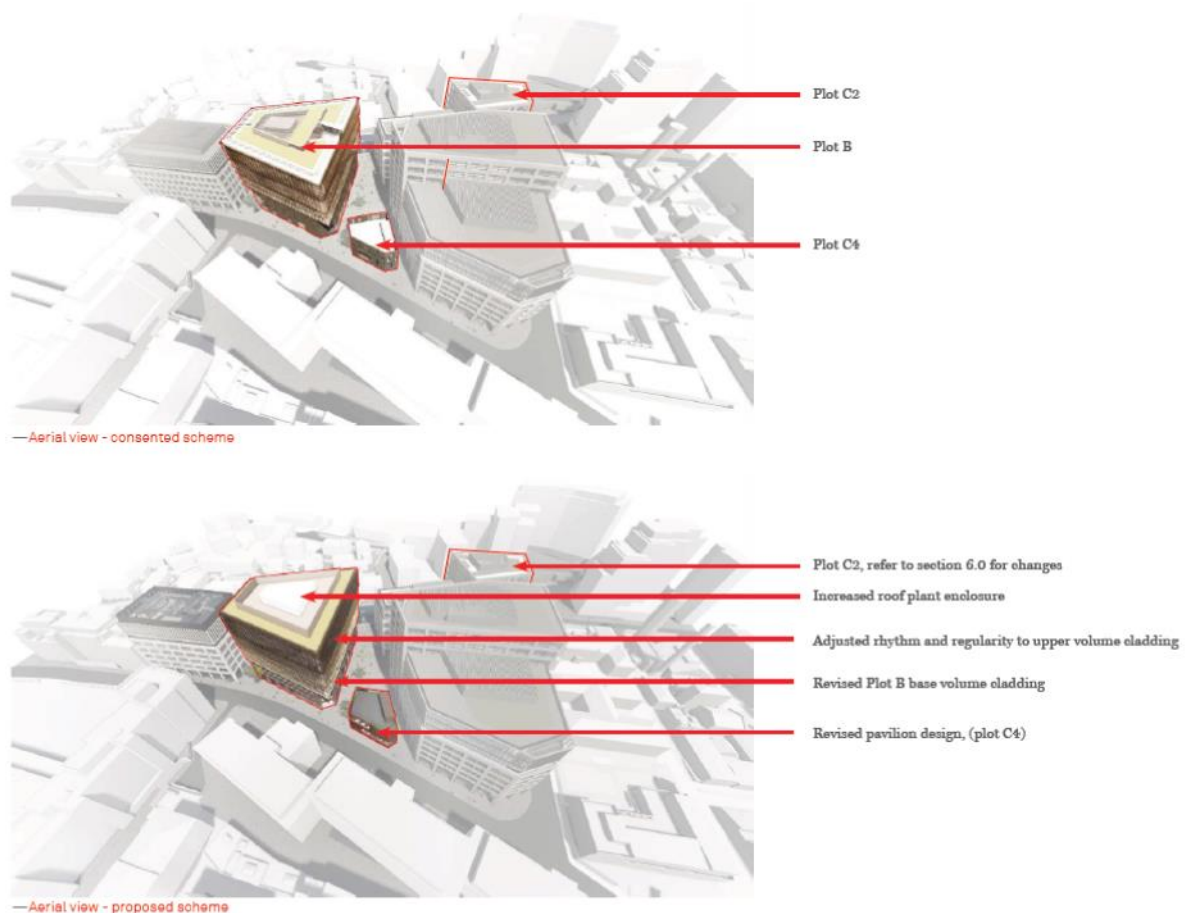 Plot C2
Plot B
Plot C4
—Aerial view - consented scheme
Plot C2, refer to section 6.0 for changes
Increased roof plant enclosure
Adjusted rhythm and regularity to upper volume cladding
Revised Plot B base volume cladding
Revised pavilion design, (plot C4)
—Aerial view - proposed scheme